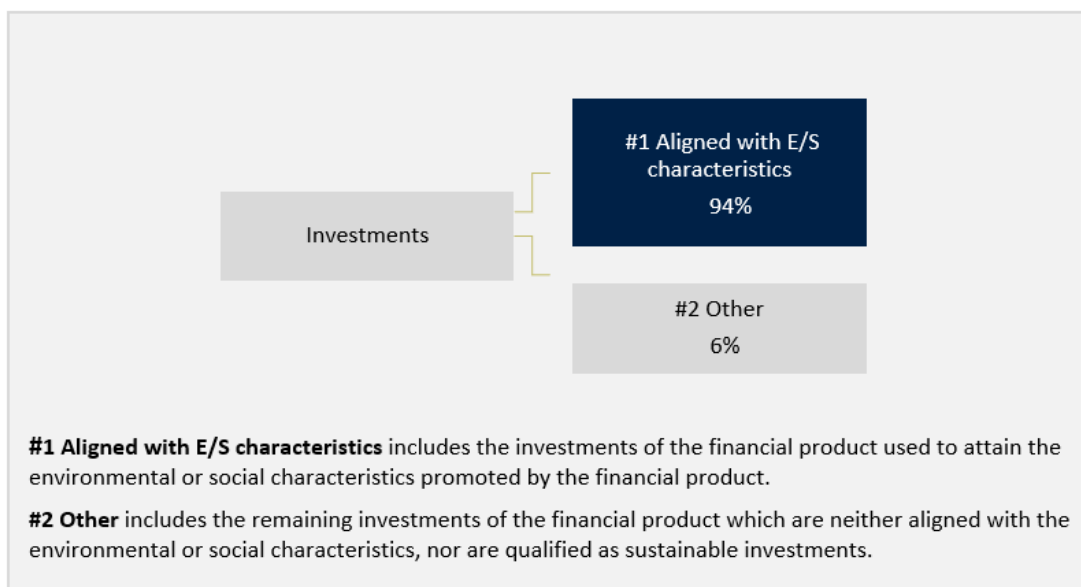 #1 Aligned with E/S
characteristics
94%
Investments
#2 Other
6%
#1 Aligned with E/S characteristics includes the investments of the financial product used to attain the
environmental or social characteristics promoted by the financial product.
#2 Other includes the remaining investments of the financial product which are neither aligned with the
environmental or social characteristics, nor are qualified as sustainable investments.